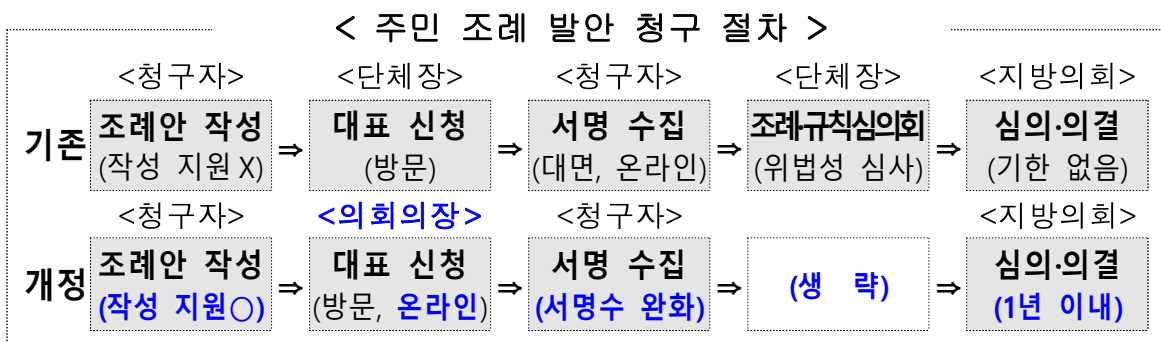 < 주민 조례 발안 청구 절차 >
<청구자> <단체장> <청구자> <단체장> <지방의회>
기존 조례안 작성 ⇒ 대표 신청 ⇒ 서명 수집 ⇒ 조례·규칙심의회 ⇒ 심의·의결
(작성 지원 X) (방문) (대면, 온라인) (위법성 심사) (기한 없음)
<청구자> <의회의장> <청구자> <지방의회>
개정 조례안 작성 ⇒ 대표 신청 ⇒ 서명 수집 ⇒ (생 략) ⇒ 심의·의결
(작성 지원○) (방문, 온라인) (서명수 완화) (1년 이내)